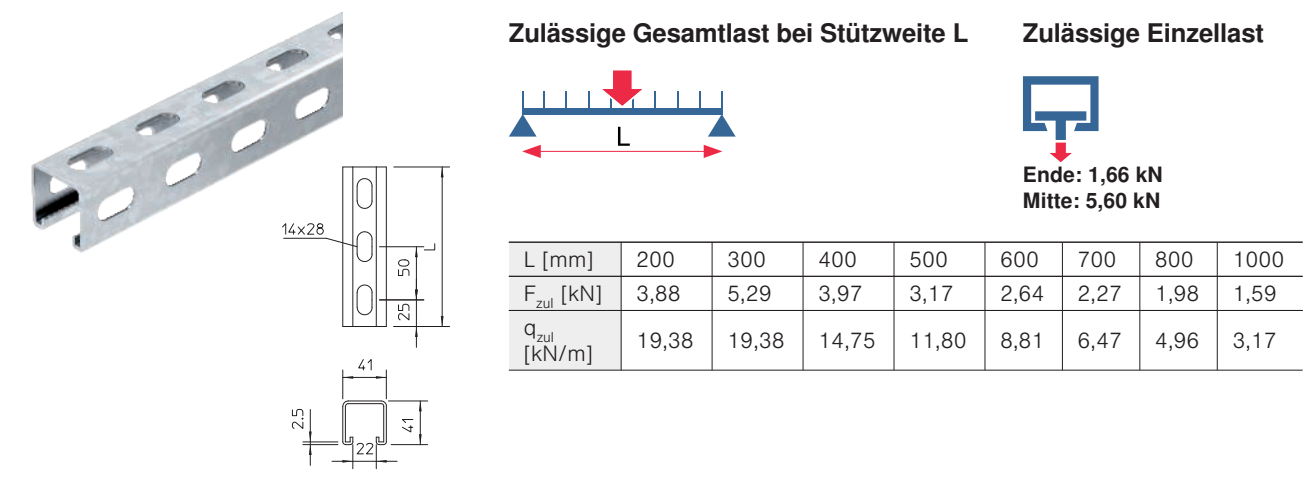 Zulässige Gesamtlast bei Stützweite L
Zulässige Einzellast
L
Ende: 1,66 kN
Mitte: 5,60 kN
14x28
L
50
25
41
2.5
41
22
L [mm] 200 300 400 500 600 700 800 1000
Fzul [kN] 3,88 5,29 3,97 3,17 2,64 2,27 1,98 1,59
qzul [kN/m] 19,38 19,38 14,75 11,80 8,81 6,47 4,96 3,17